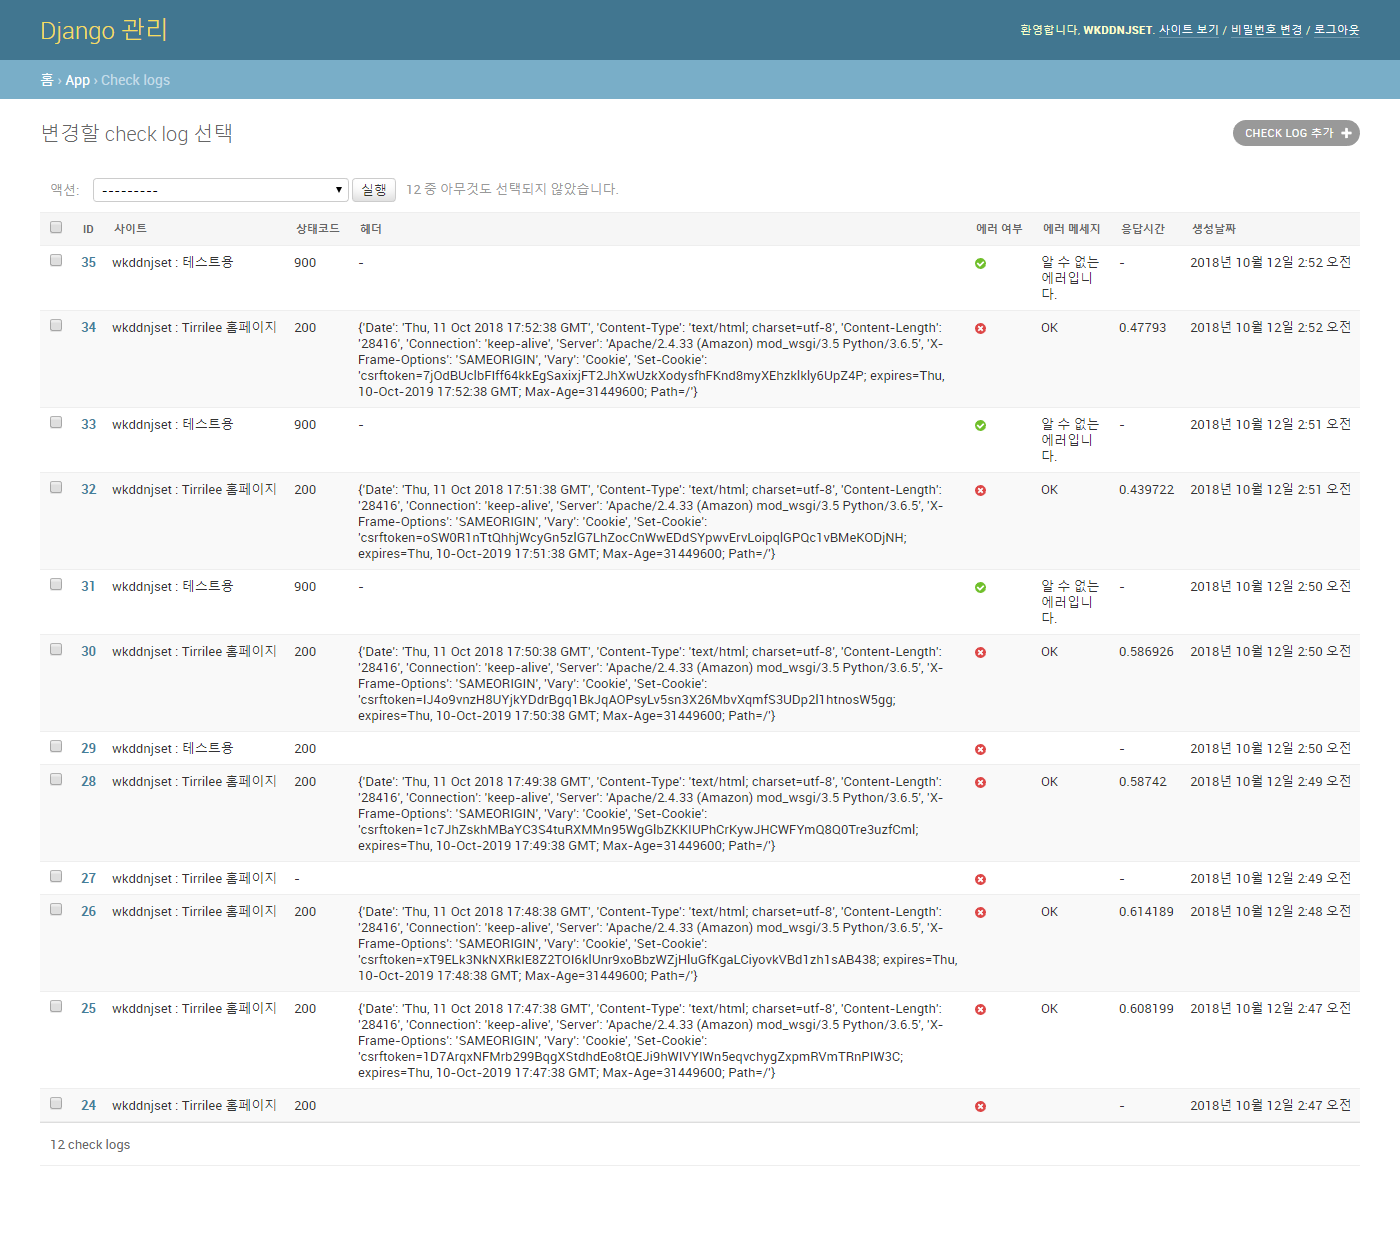 Django 관리
환영합니다, WKDDNJSET. 사이트 보기 / 비밀번호 변경 / 로그아웃
홈 › App › Check logs
변경할 check log 선택
CHECK LOG 추가
액션: --------- 실행 12 중 아무것도 선택되지 않았습니다.
ID 사이트 상태코드 헤더 에러 여부 에러 메세지 응답시간 생성날짜
35 wkddnjset : 테스트용 900 - 알 수 없는 - 2018년 10월 12일 2:52 오전
에러입니
다.
34 wkddnjset : Tirrilee 홈페이지 200 {'Date': 'Thu, 11 Oct 2018 17:52:38 GMT', 'Content-Type': 'text/html; charset=utf-8', 'Content-Length': OK 0.47793 2018년 10월 12일 2:52 오전
'28416', 'Connection': 'keep-alive', 'Server': 'Apache/2.4.33 (Amazon) mod_wsgi/3.5 Python/3.6.5', 'X-
Frame-Options': 'SAMEORIGIN', 'Vary': 'Cookie', 'Set-Cookie':
expires=Thu,
10-Oct-2019 17:52:38 GMT; Max-Age=31449600; Path=/'}
33 wkddnjset : 테스트용 900 - 알 수 없는 - 2018년 10월 12일 2:51 오전
에러입니
다.
32 wkddnjset : Tirrilee 홈페이지 200 {'Date': 'Thu, 11 Oct 2018 17:51:38 GMT', 'Content-Type': 'text/html; charset=utf-8', 'Content-Length': OK 0.439722 2018년 10월 12일 2:51 오전
'28416', 'Connection': 'keep-alive', 'Server': 'Apache/2.4.33 (Amazon) mod_wsgi/3.5 Python/3.6.5', 'X-
Frame-Options': 'SAMEORIGIN', 'Vary': 'Cookie', 'Set-Cookie':
expires=Thu, 10-Oct-2019 17:51:38 GMT; Max-Age=31449600; Path=/'}
31 wkddnjset : 테스트용 900 - 알 수 없는 - 2018년 10월 12일 2:50 오전
에러입니
다.
30 wkddnjset : Tirrilee 홈페이지 200 {'Date': 'Thu, 11 Oct 2018 17:50:38 GMT', 'Content-Type': 'text/html; charset=utf-8', 'Content-Length': OK 0.586926 2018년 10월 12일 2:50 오전
'28416', 'Connection': 'keep-alive', 'Server': 'Apache/2.4.33 (Amazon) mod_wsgi/3.5 Python/3.6.5', 'X-
Frame-Options': 'SAMEORIGIN', 'Vary': 'Cookie', 'Set-Cookie':
expires=Thu, 10-Oct-2019 17:50:38 GMT; Max-Age=31449600; Path=/'}
29 wkddnjset : 테스트용 200 - 2018년 10월 12일 2:50 오전
28 wkddnjset : Tirrilee 홈페이지 200 {'Date': 'Thu, 11 Oct 2018 17:49:38 GMT', 'Content-Type': 'text/html; charset=utf-8', 'Content-Length': OK 0.58742 2018년 10월 12일 2:49 오전
'28416', 'Connection': 'keep-alive', 'Server': 'Apache/2.4.33 (Amazon) mod_wsgi/3.5 Python/3.6.5', 'X-
Frame-Options': 'SAMEORIGIN', 'Vary': 'Cookie', 'Set-Cookie':
expires=Thu, 10-Oct-2019 17:49:38 GMT; Max-Age=31449600; Path=/'}
27 wkddnjset : Tirrilee 홈페이지 - - 2018년 10월 12일 2:49 오전
26 wkddnjset : Tirrilee 홈페이지 200 {'Date': 'Thu, 11 Oct 2018 17:48:38 GMT', 'Content-Type': 'text/html; charset=utf-8', 'Content-Length': OK 0.614189 2018년 10월 12일 2:48 오전
'28416', 'Connection': 'keep-alive', 'Server': 'Apache/2.4.33 (Amazon) mod_wsgi/3.5 Python/3.6.5', 'X-
Frame-Options': 'SAMEORIGIN', 'Vary': 'Cookie', 'Set-Cookie':
expires=Thu,
10-Oct-2019 17:48:38 GMT; Max-Age=31449600; Path=/'}
25 wkddnjset : Tirrilee 홈페이지 200 {'Date': 'Thu, 11 Oct 2018 17:47:38 GMT', 'Content-Type': 'text/html; charset=utf-8', 'Content-Length': OK 0.608199 2018년 10월 12일 2:47 오전
'28416', 'Connection': 'keep-alive', 'Server': 'Apache/2.4.33 (Amazon) mod_wsgi/3.5 Python/3.6.5', 'X-
Frame-Options': 'SAMEORIGIN', 'Vary': 'Cookie', 'Set-Cookie':
expires=Thu, 10-Oct-2019 17:47:38 GMT; Max-Age=31449600; Path=/'}
24 wkddnjset : Tirrilee 홈페이지 200 - 2018년 10월 12일 2:47 오전
12 check logs